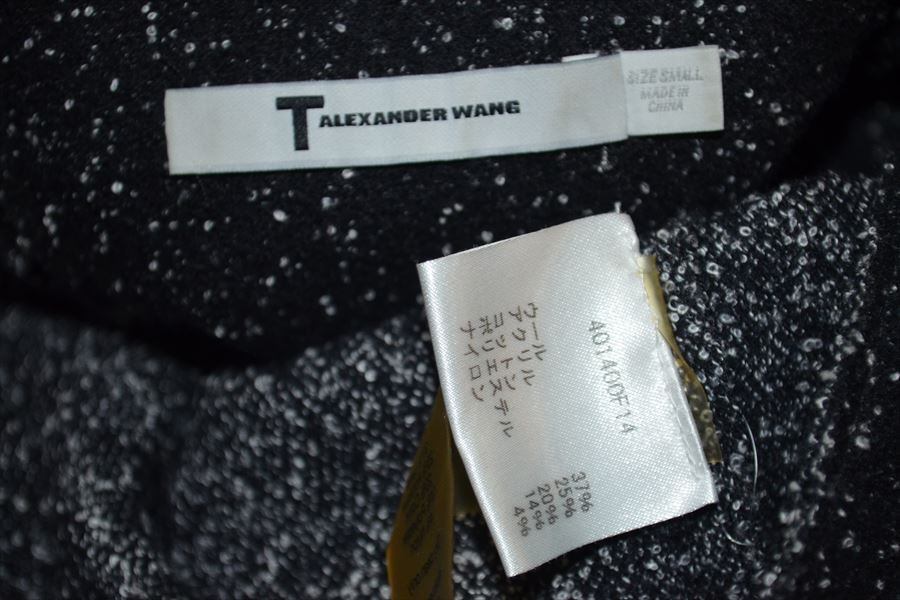 T ALEXANDER WANG
SIZE SMALL
MADE IN
CHINA
401400F14
ウール 37%
アクリル 25%
コットン 20%
ポリエステル 14%
ナイロン 4%